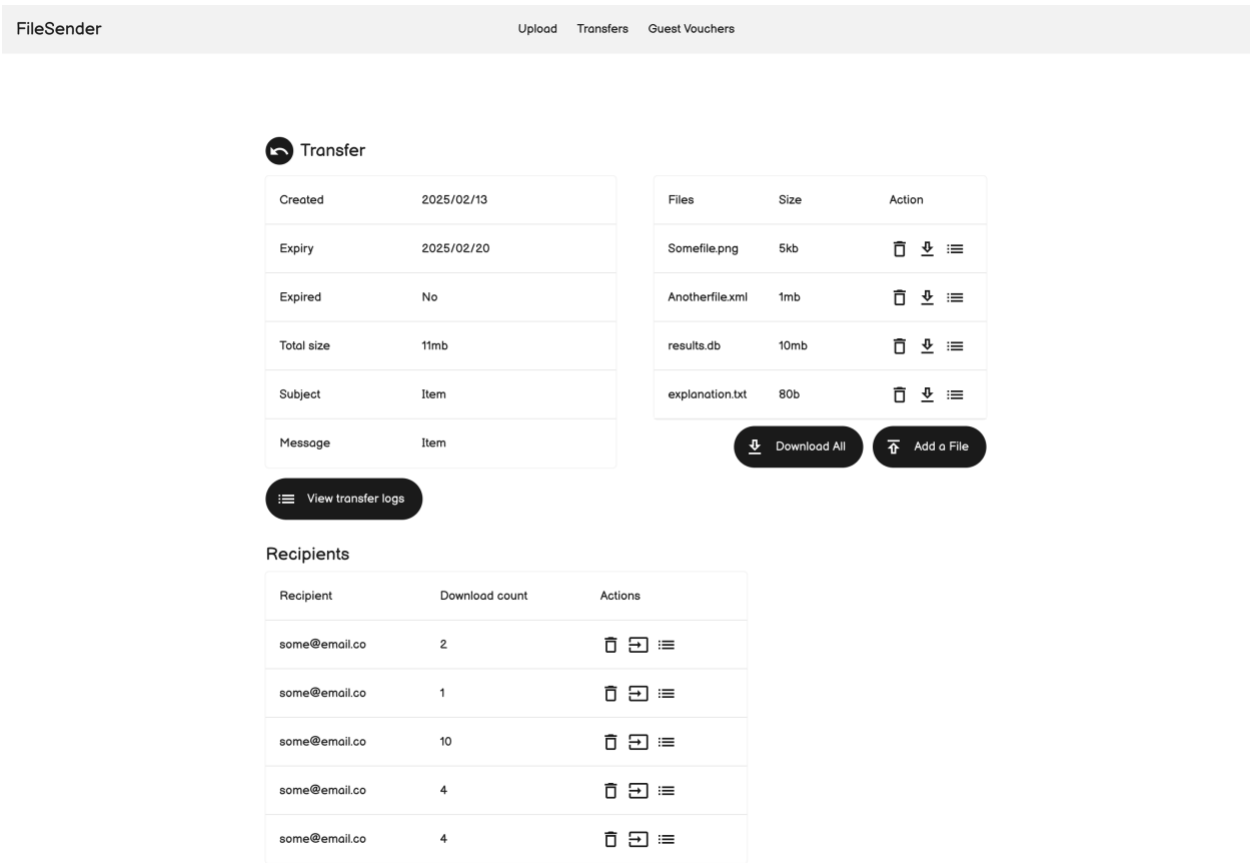 FileSender Upload Transfers Guest Vouchers
Transfer
Created 2025/02/13
Expiry 2025/02/20
Expired No
Total size 11mb
Subject Item
Message Item
View transfer logs
Files Size Action
Somefile.png 5kb
Anotherfile.xml 1mb
results.db 10mb
explanation.txt 80b
Download All Add a File
Recipients
Recipient Download count Actions
some@email.co 2
some@email.co 1
some@email.co 10
some@email.co 4
some@email.co 4